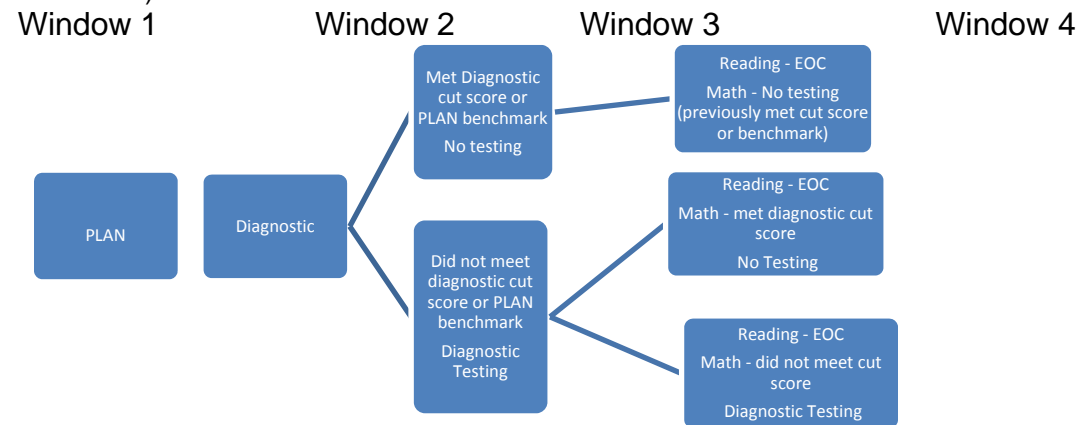 Window 1 Window 2 Window 3 Window 4
PLAN
Diagnostic
Met Diagnostic
cut score or
PLAN benchmark
No testing
Did not meet
diagnostic cut
score or PLAN
benchmark
Diagnostic
Testing
Reading - EOC
Math - No testing
(previously met cut score
or benchmark)
Reading - EOC
Math - met diagnostic cut
score
No Testing
Reading - EOC
Math - did not meet cut
score
Diagnostic Testing